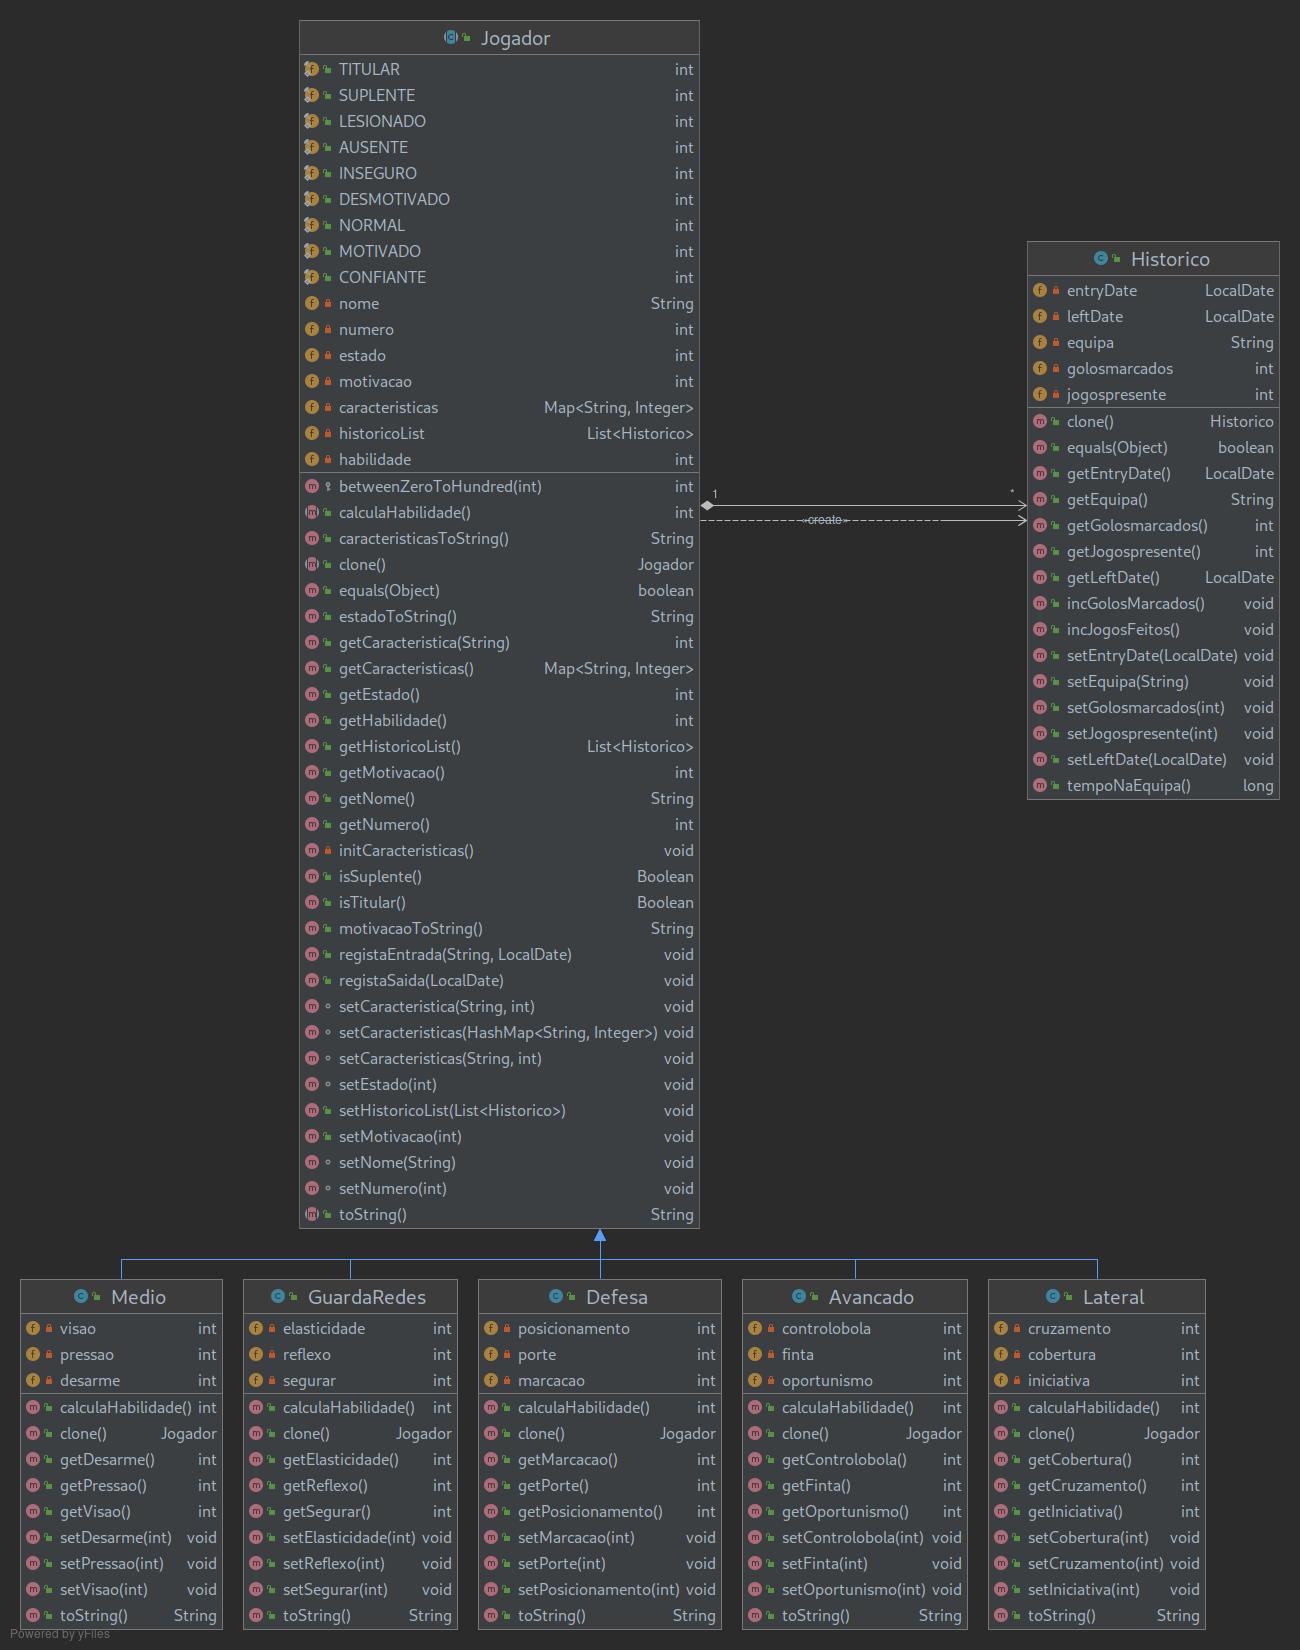 Jogador
TITULAR int
SUPLENTE int
LESIONADO int
AUSENTE int
INSEGURO int
DESMOTIVADO int
NORMAL int
MOTIVADO int
CONFIANTE int
nome String
numero int
estado int
motivacao int
caracteristicas Map<String, Integer>
historicoList List<Historico>
habilidade int
betweenZeroToHundred(int) int
calculaHabilidade() int
caracteristicasToString() String
clone() Jogador
equals(Object) boolean
estadoToString() String
getCaracteristica(String) int
getCaracteristicas() Map<String, Integer>
getEstado() int
getHabilidade() int
getHistoricoList() List<Historico>
getMotivacao() int
getNome() String
getNumero() int
initCaracteristicas() void
isSuplente() Boolean
isTitular() Boolean
motivacaoToString() String
registaEntrada(String, LocalDate) void
registaSaida(LocalDate) void
setCaracteristica(String, int) void
setCaracteristicas(HashMap<String, Integer>) void
setCaracteristicas(String, int) void
setEstado(int) void
setHistoricoList(List<Historico>) void
setMotivacao(int) void
setNome(String) void
setNumero(int) void
toString() String
1 *
«create»
Historico
entryDate LocalDate
leftDate LocalDate
equipa String
golosmarcados int
jogospresente int
clone() Historico
equals(Object) boolean
getEntryDate() LocalDate
getEquipa() String
getGolosmarcados() int
getJogospresente() int
getLeftDate() LocalDate
incGolosMarcados() void
incJogosFeitos() void
setEntryDate(LocalDate) void
setEquipa(String) void
setGolosmarcados(int) void
setJogospresente(int) void
setLeftDate(LocalDate) void
tempoNaEquipa() long
Medio
visao int
pressao int
desarme int
calculaHabilidade() int
clone() Jogador
getDesarme() int
getPressao() int
getVisao() int
setDesarme(int) void
setPressao(int) void
setVisao(int) void
toString() String
GuardaRedes
elasticidade int
reflexo int
segurar int
calculaHabilidade() int
clone() Jogador
getElasticidade() int
getReflexo() int
getSegurar() int
setElasticidade(int) void
setReflexo(int) void
setSegurar(int) void
toString() String
Defesa
posicionamento int
porte int
marcacao int
calculaHabilidade() int
clone() Jogador
getMarcacao() int
getPorte() int
getPosicionamento() int
setMarcacao(int) void
setPorte(int) void
setPosicionamento(int) void
toString() String
Avancado
controlobola int
finta int
oportunismo int
calculaHabilidade() int
clone() Jogador
getControlobola() int
getFinta() int
getOportunismo() int
setControlobola(int) void
setFinta(int) void
setOportunismo(int) void
toString() String
Lateral
cruzamento int
cobertura int
iniciativa int
calculaHabilidade() int
clone() Jogador
getCobertura() int
getCruzamento() int
getIniciativa() int
setCobertura(int) void
setCruzamento(int) void
setIniciativa(int) void
toString() String
Powered by yFiles